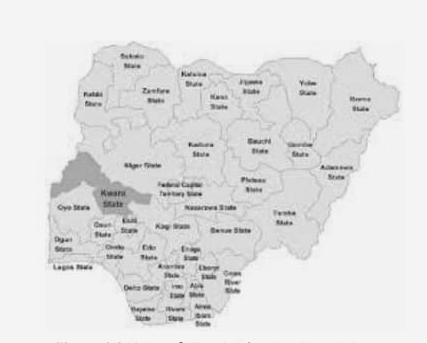 Sokoto
State
Katsina
State
Jigawa
State
Yobe
State
Borno
State
Kebbi
State
Zamfara
State
Kano
State
Kaduna
State
Bauchi
State
Gombe
State
Adamawa
State
Niger State
Plateau
State
Federal Capital
Territory State
Kwara
State
Oyo State
Nasarawa State
Taraba
State
Osun
State
Ekiti
State
Kogi State
Benue State
Ogun
State
Ondo
State
Edo
State
Enugu
State
Lagos State
Anambra
State
Ebonyi
State
Cross
River
State
Delta State
Imo
State
Abia
State
Bayelsa
State
Rivers
State
Akwa
Ibom
State